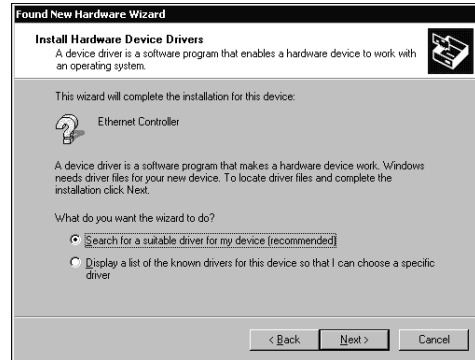 Found New Hardware Wizard
Install Hardware Device Drivers
A device driver is a software program that enables a hardware device to work with
an operating system.
This wizard will complete the installation for this device:
Ethernet Controller
A device driver is a software program that makes a hardware device work. Windows
needs driver files for your new device. To locate driver files and complete the
installation click Next.
What do you want the wizard to do?
Search for a suitable driver for my device (recommended)
Display a list of the known drivers for this device so that I can choose a specific
driver
< Back Next > Cancel